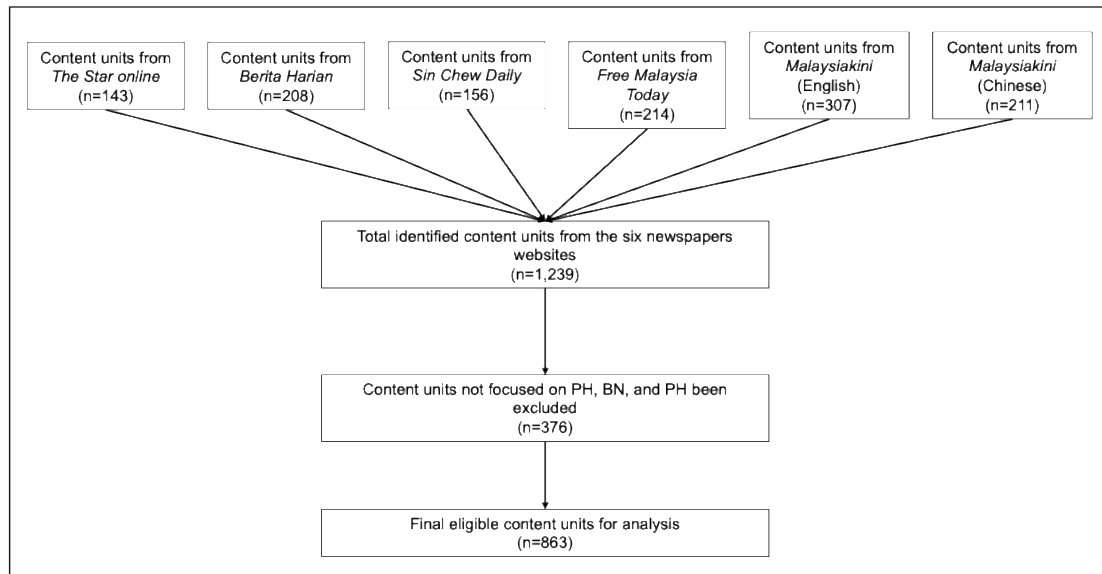 Content units from
The Star online
(n=143)
Content units from
Berita Harian
(n=208)
Content units from
Sin Chew Daily
(n=156)
Content units from
Free Malaysia
Today
(n=214)
Content units from
Malaysiakini
(English)
(n=307)
Content units from
Malaysiakini
(Chinese)
(n=211)
Total identified content units from the six newspapers
websites
(n=1,239)
Content units not focused on PH, BN, and PH been
excluded
(n=376)
Final eligible content units for analysis
(n=863)